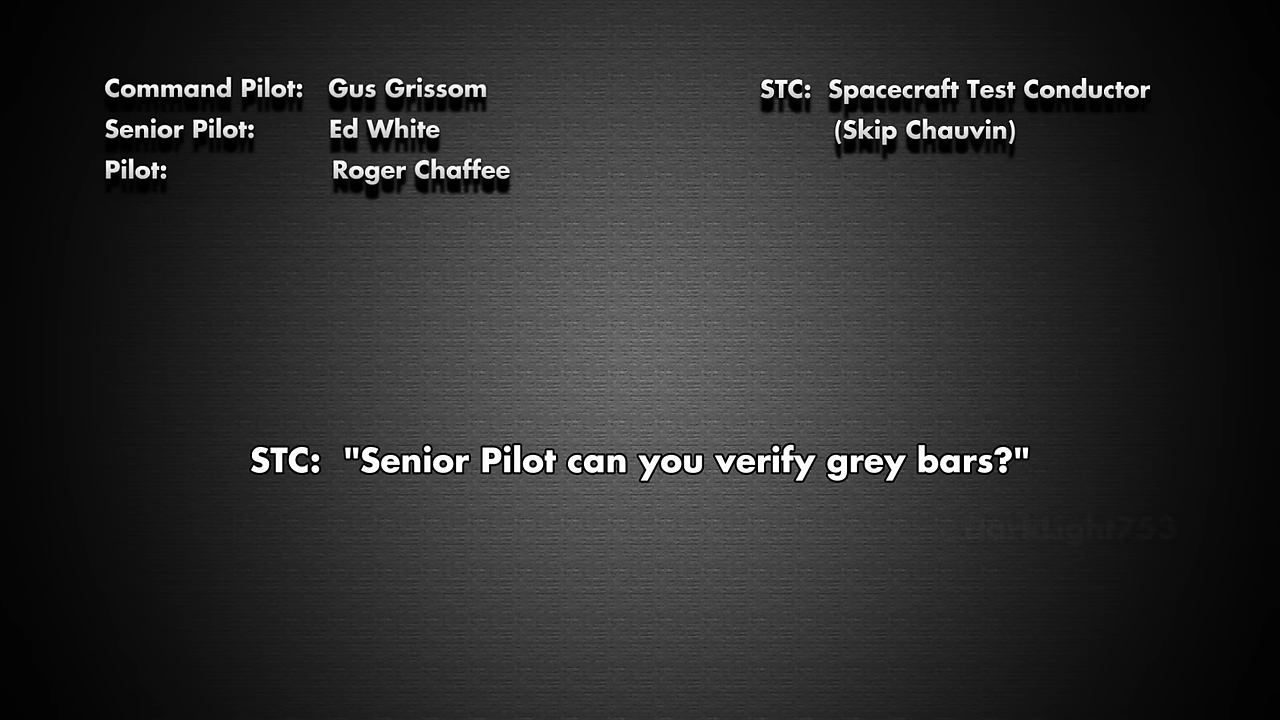 Command Pilot: Gus Grissom
Senior Pilot: Ed White
Pilot: Roger Chaffee
STC: Spacecraft Test Conductor
(Skip Chauvin)
STC: "Senior Pilot can you verify grey bars?"